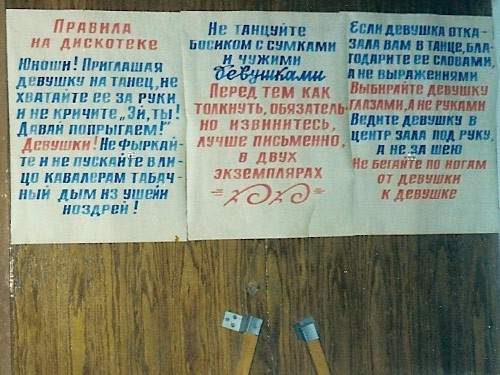 Правила
на дискотеке
Юноши! Приглашая
девушку на танец, не
хватайте ее за руки
и не кричите „Эй, ты!
Давай попрыгаем!"
Девушки! Не фыркай-
те и не пускайте в ли-
цо кавалерам табач-
ный дым из ушей и
ноздрей!
Не танцуйте
босиком с сумками
и чужими
девушками
Перед тем как
толкнуть, обязатель-
но извинитесь,
лучше письменно,
в двух
экземплярах
Если девушка отка-
зала вам в танце, бла-
годарите ее словами,
а не выражениями
Выбирайте девушку
глазами, а не руками
Ведите девушку в
центр зала под руку,
а не за шею
Не бегайте по ногам
от девушки
к девушке